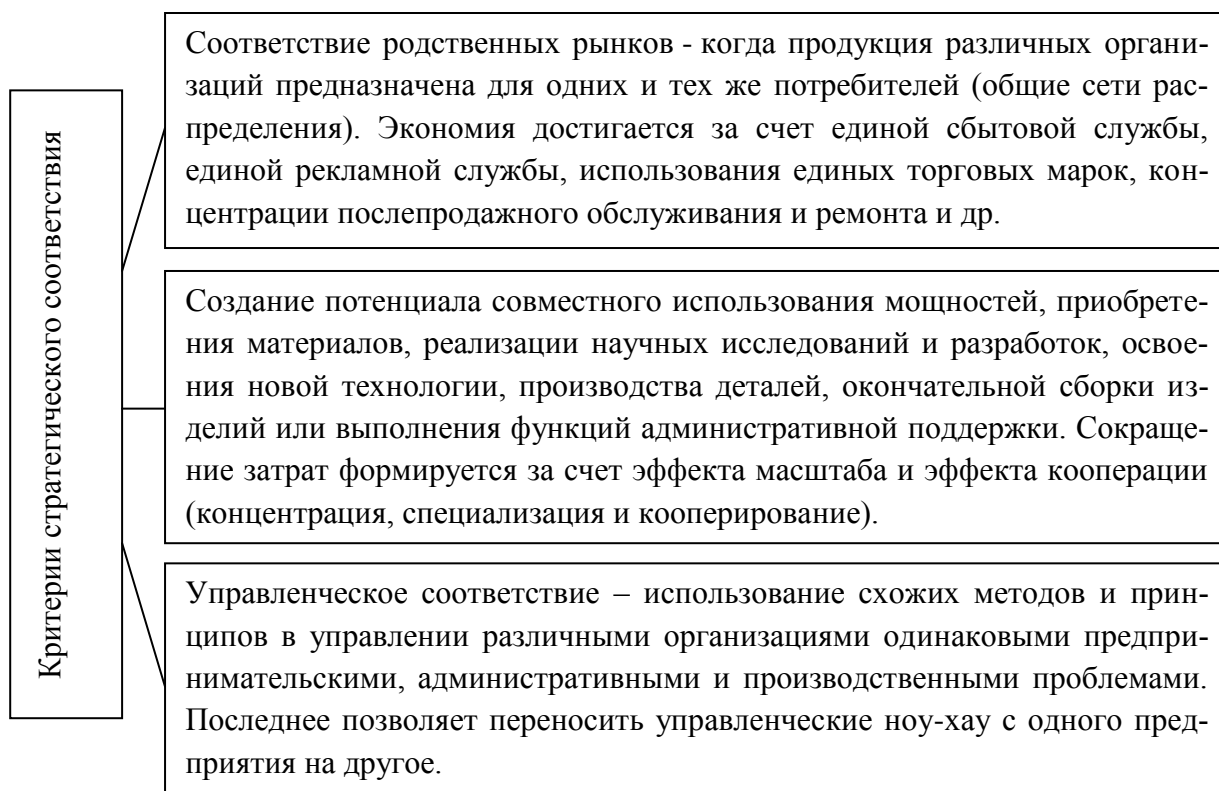 Критерии стратегического соответствия
Соответствие родственных рынков - когда продукция различных органи-
заций предназначена для одних и тех же потребителей (общие сети рас-
пределения). Экономия достигается за счет единой сбытовой службы,
единой рекламной службы, использования единых торговых марок, кон-
центрации послепродажного обслуживания и ремонта и др.
Создание потенциала совместного использования мощностей, приобрете-
ния материалов, реализации научных исследований и разработок, освое-
ния новой технологии, производства деталей, окончательной сборки из-
делий или выполнения функций административной поддержки. Сокраще-
ние затрат формируется за счет эффекта масштаба и эффекта кооперации
(концентрация, специализация и кооперирование).
Управленческое соответствие – использование схожих методов и прин-
ципов в управлении различными организациями одинаковыми предпри-
нимательскими, административными и производственными проблемами.
Последнее позволяет переносить управленческие ноу-хау с одного пред-
приятия на другое.